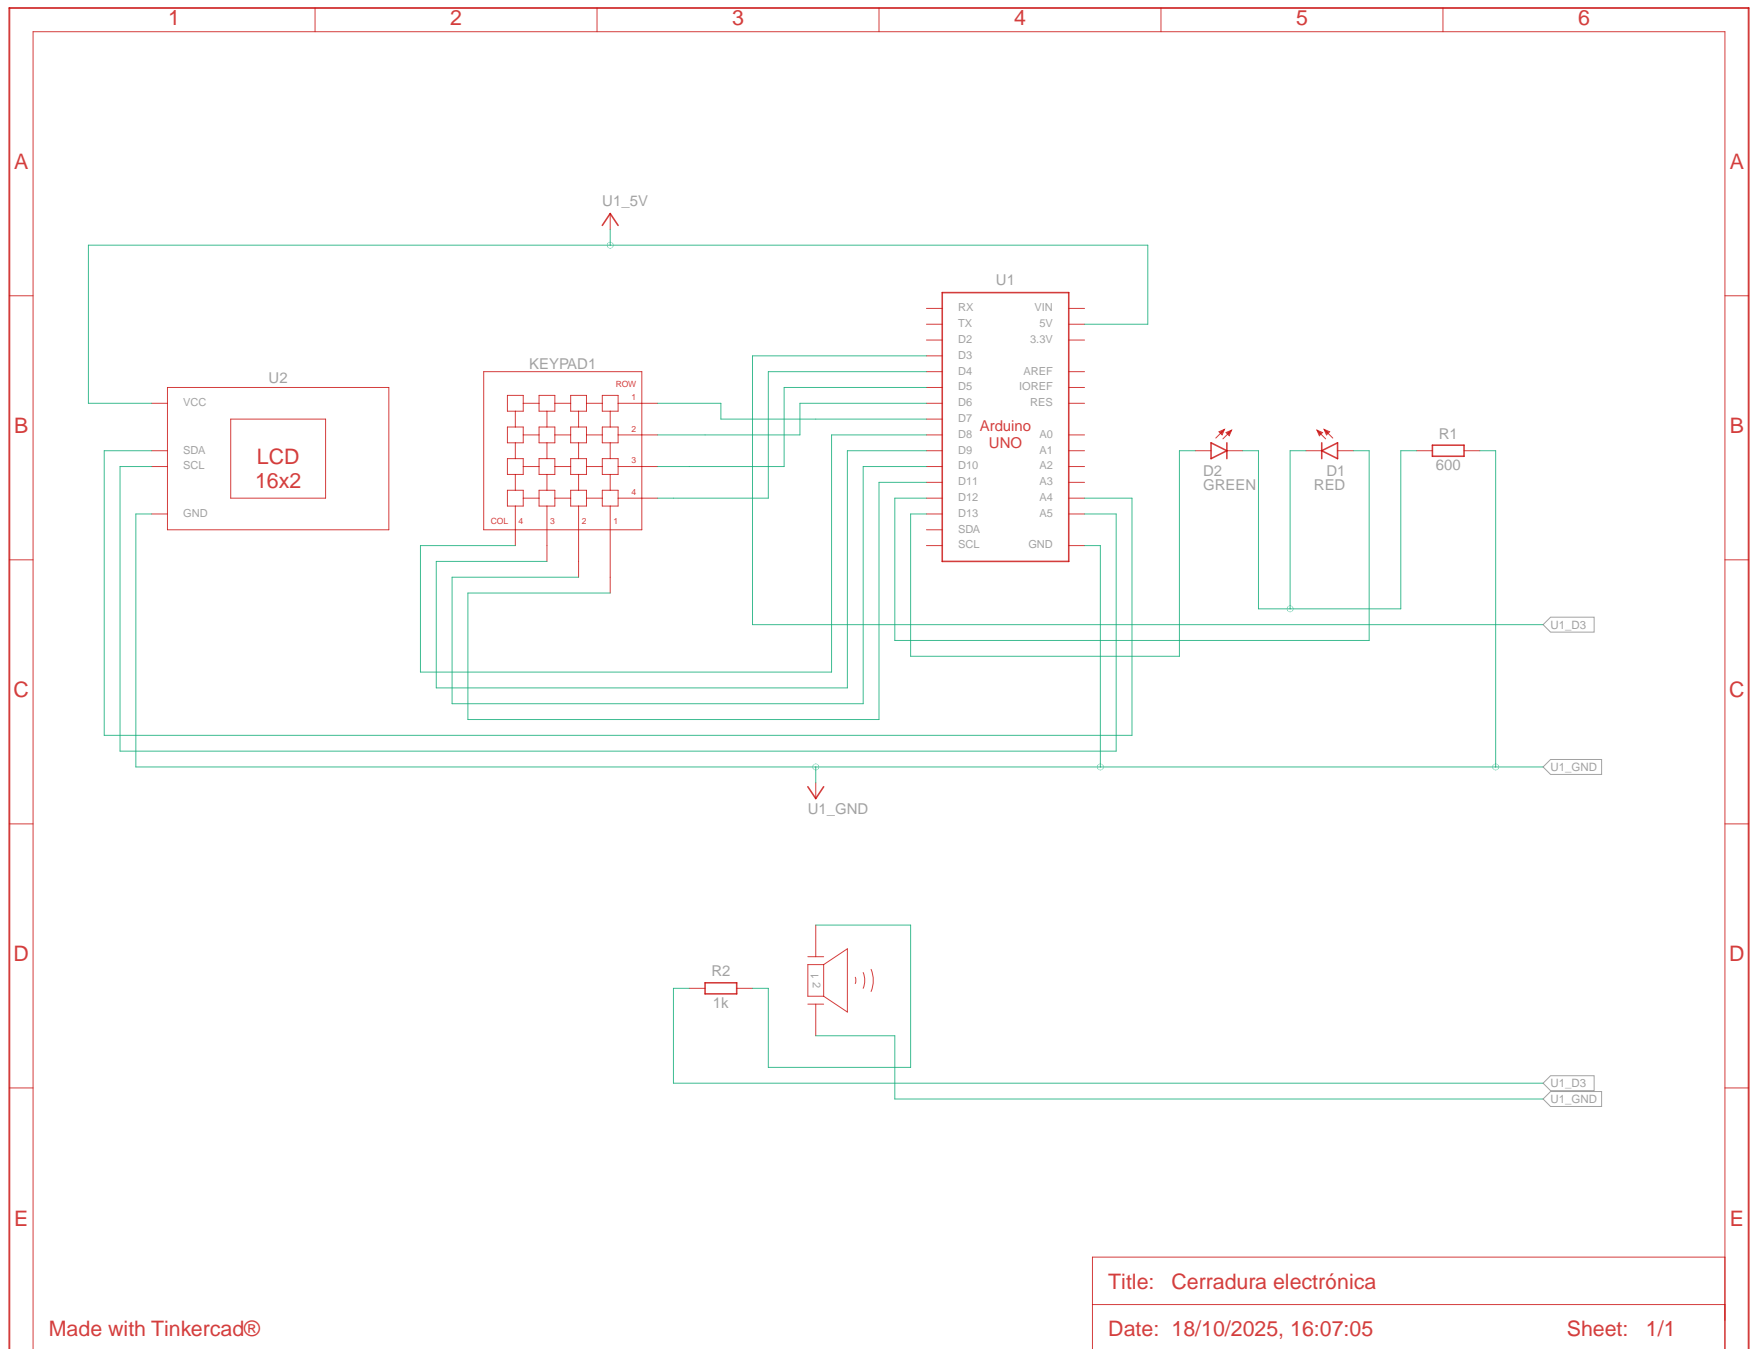 1 2 3 4 5 6
A A
U1_5V
U1
RX VIN
TX 5V
D2 3.3V
D3
D4 AREF
D5 IOREF
D6 RES
D7
Arduino
UNO
D8 A0
D9 A1
D10 A2
D11 A3
D12 A4
D13 A5
SDA
SCL GND
KEYPAD1
ROW
1
2
3
4
COL 4 3 2 1
U2
VCC
SDA
SCL
GND
LCD
16x2
B B
D2
GREEN
D1
RED
R1
600
U1_D3
C C
U1_GND
U1_GND
D D
R2
1k
1 2
U1_D3
U1_GND
E E
Title: Cerradura electrónica
Made with Tinkercad®
Date: 18/10/2025, 16:07:05 Sheet: 1/1